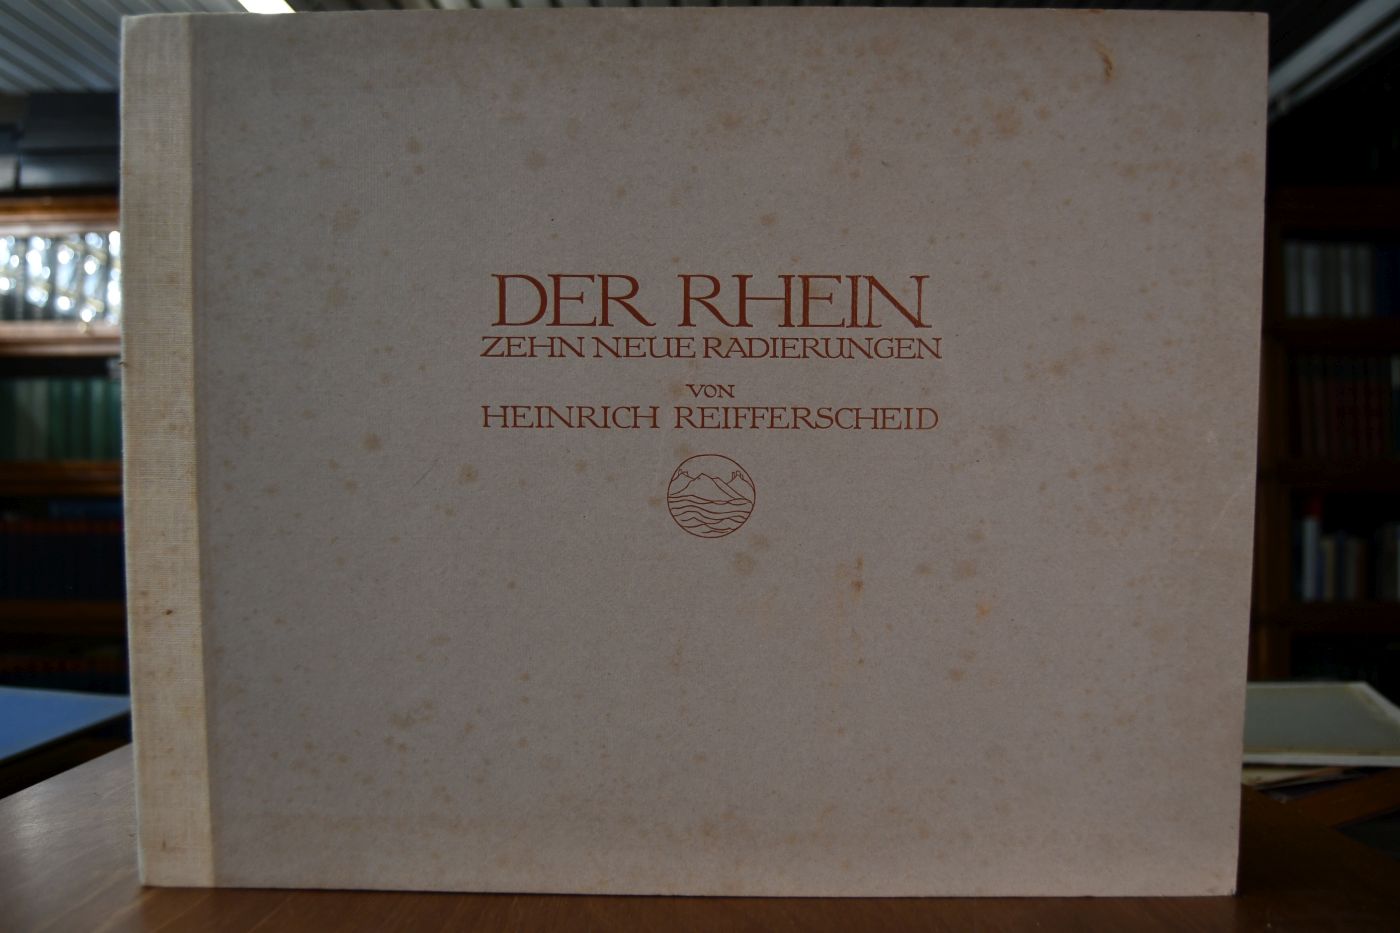 DER RHEIN
ZEHN NEUE RADIERUNGEN
VON
HEINRICH REIFFERSCHEID